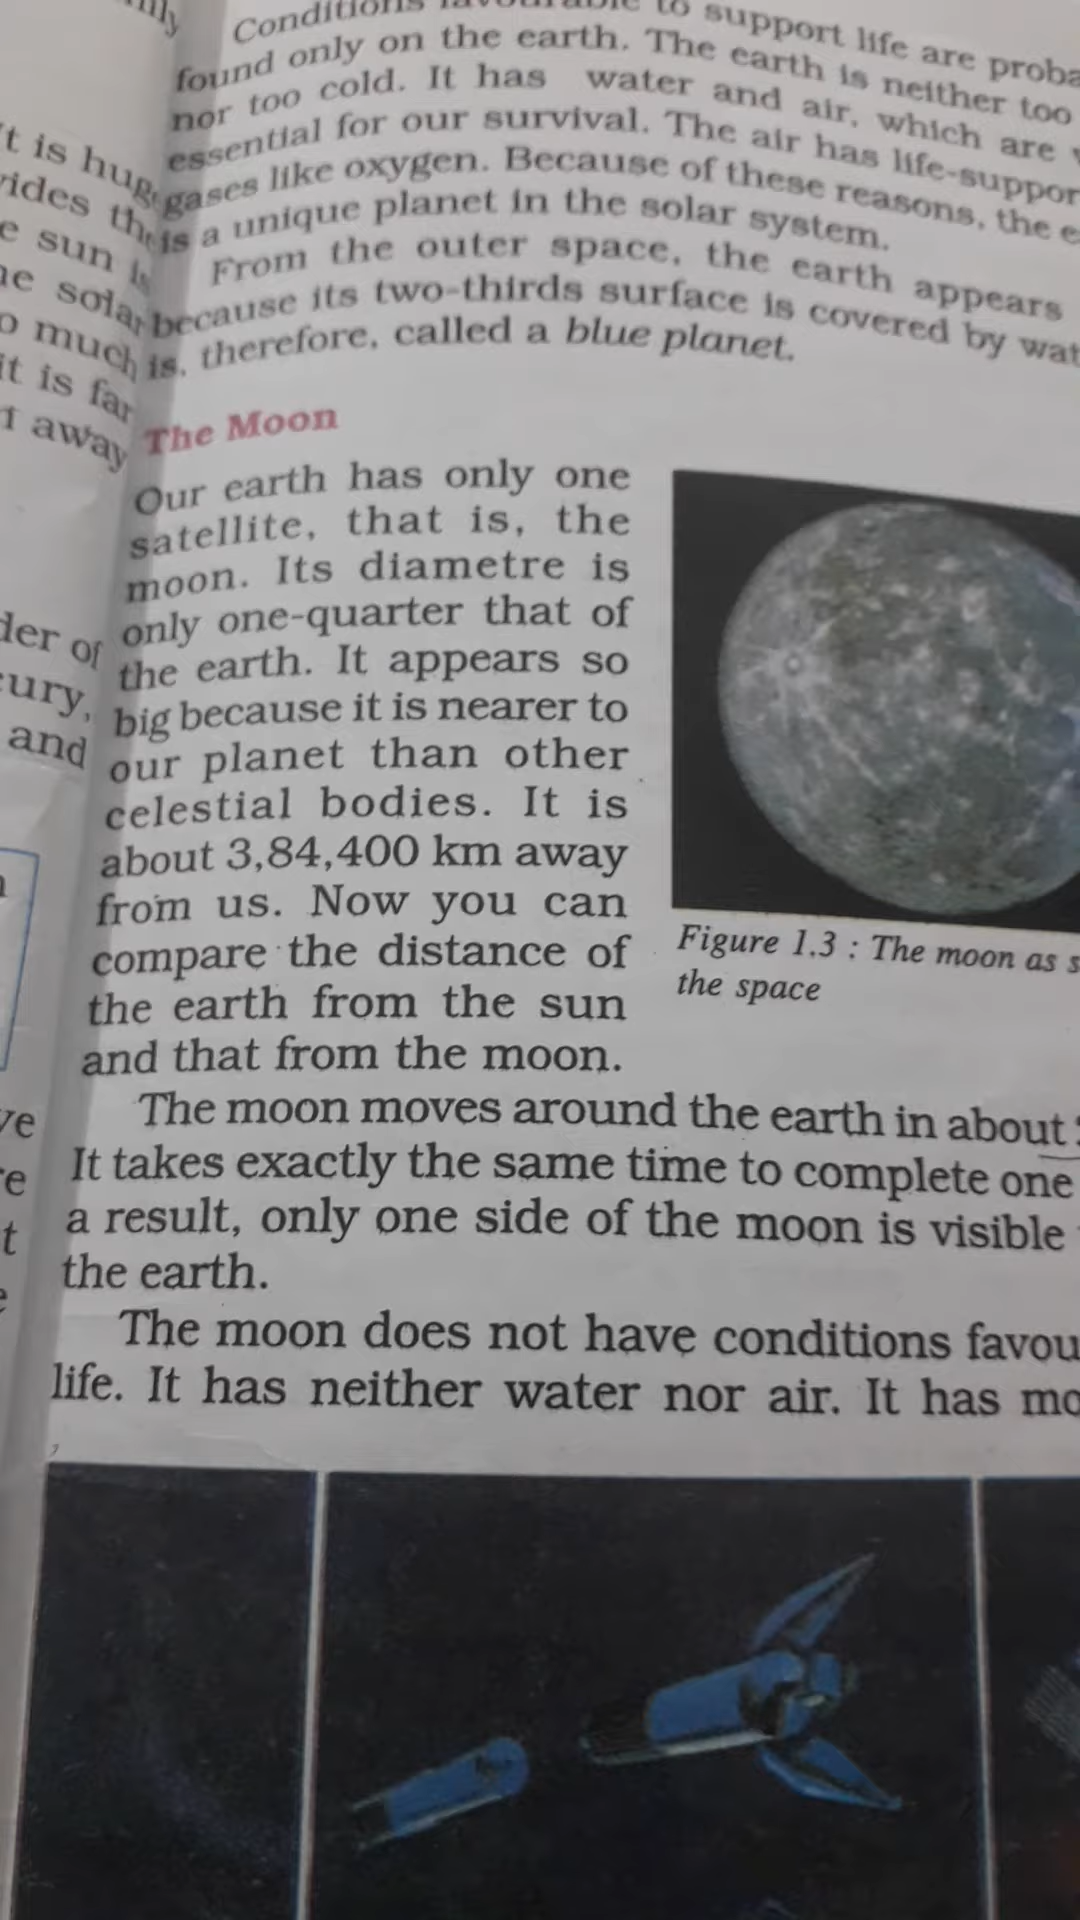 Conditions favourable to support life are
found only on the earth. The earth is neither too
nor too cold. It has water and air, which are
essential for our survival. The air has
gases like oxygen. Because of these reasons, the
is a unique planet in the solar system.
From the outer space, the earth appears
because its two-thirds surface is covered by
is, therefore, called a blue planet.
The Moon
Our earth has only one
satellite, that is, the
moon. Its diametre is
only one-quarter that of
the earth. It appears so
big because it is nearer to
our planet than other
celestial bodies. It is
about 3,84,400 km away
from us. Now you can
compare the distance of
the earth from the sun
and that from the moon.
Figure 1.3 : The moon as
the space
The moon moves around the earth in about
It takes exactly the same time to complete one
a result, only one side of the moon is visible
the earth.
The moon does not have conditions
life. It has neither water nor air. It has